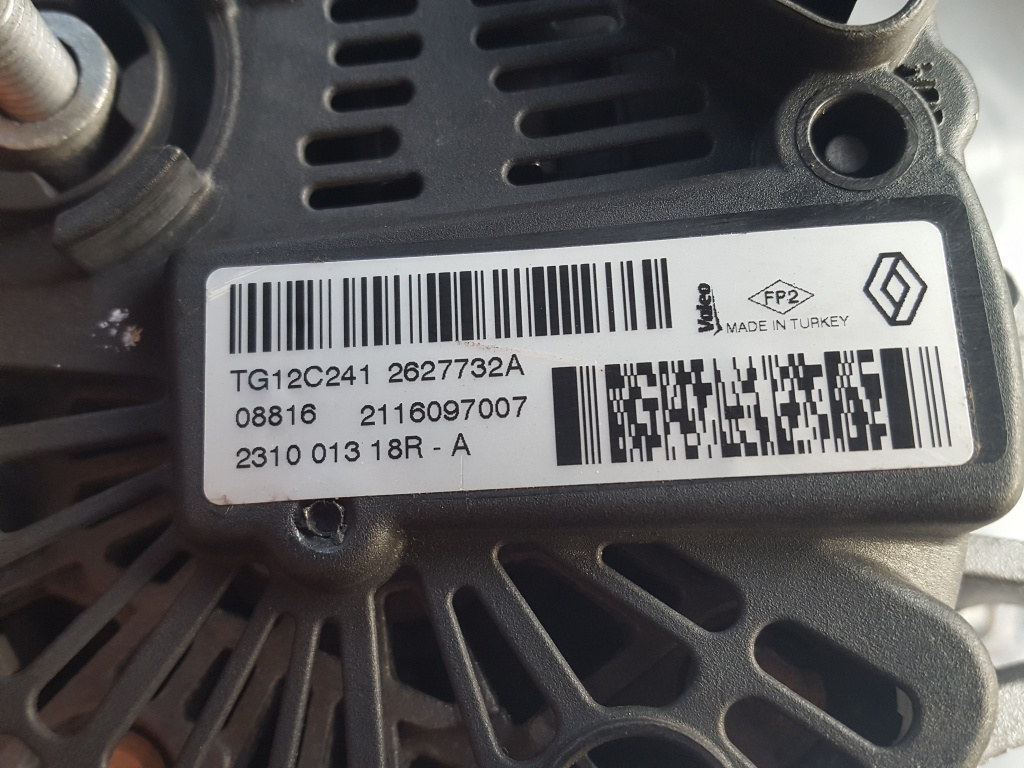 Valeo
FP2
MADE IN TURKEY
TG12C241 2627732A
08816 2116097007
2310 013 18R - A